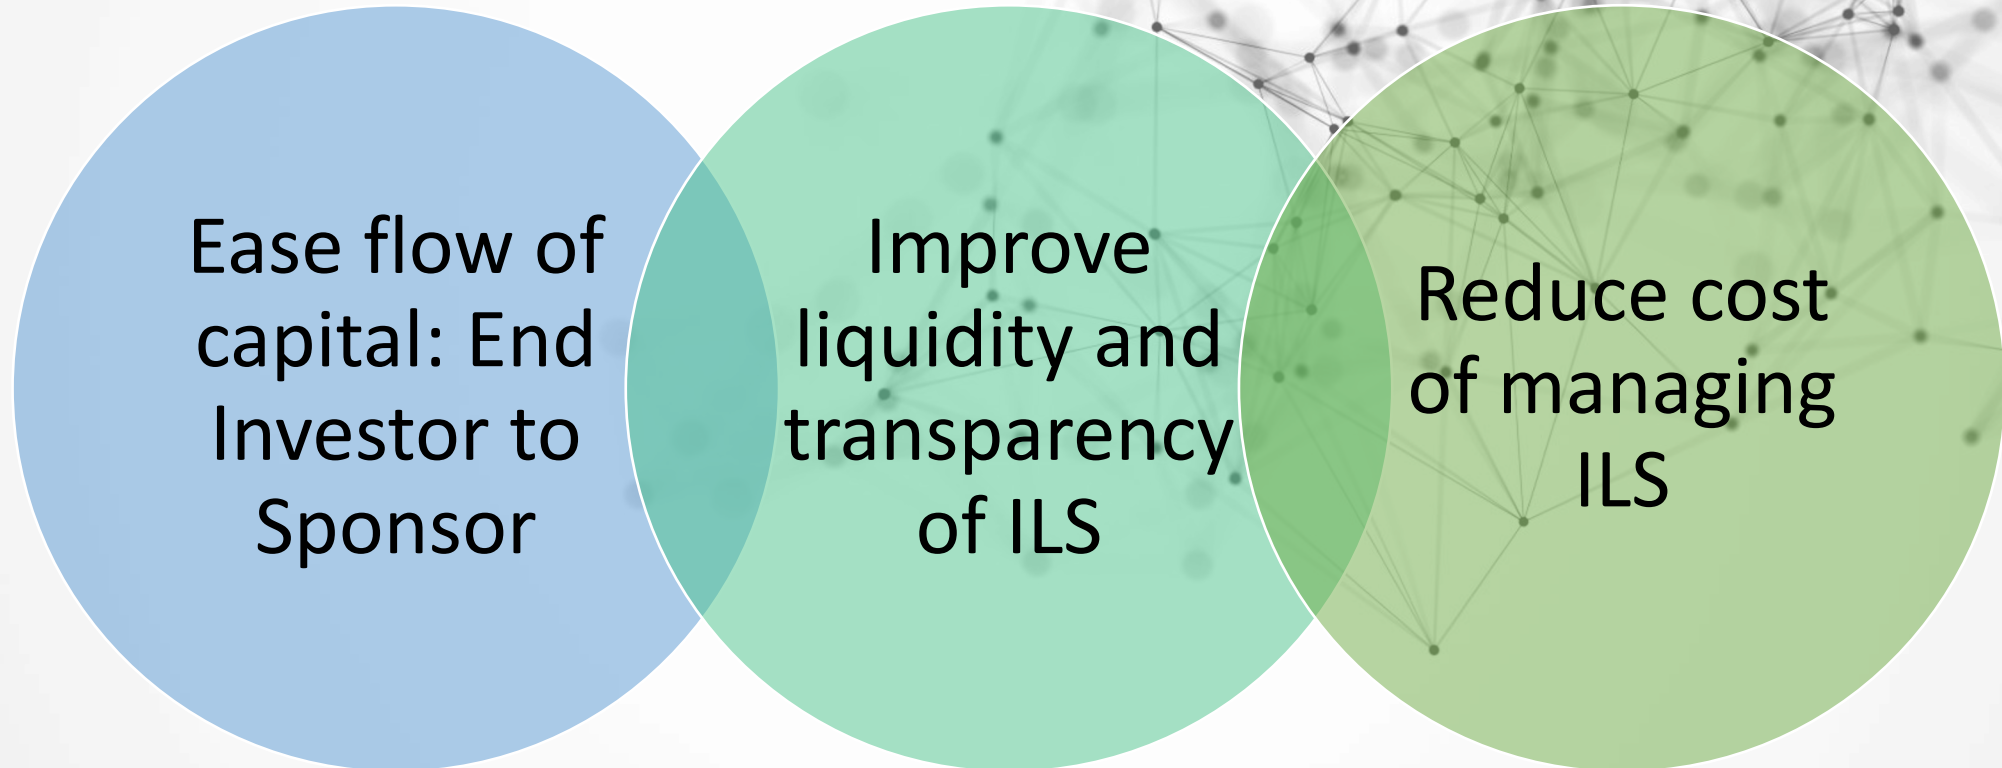 Ease flow of
capital: End
Investor to
Sponsor
Improve
liquidity and
transparency
of ILS
Reduce cost
of managing
ILS